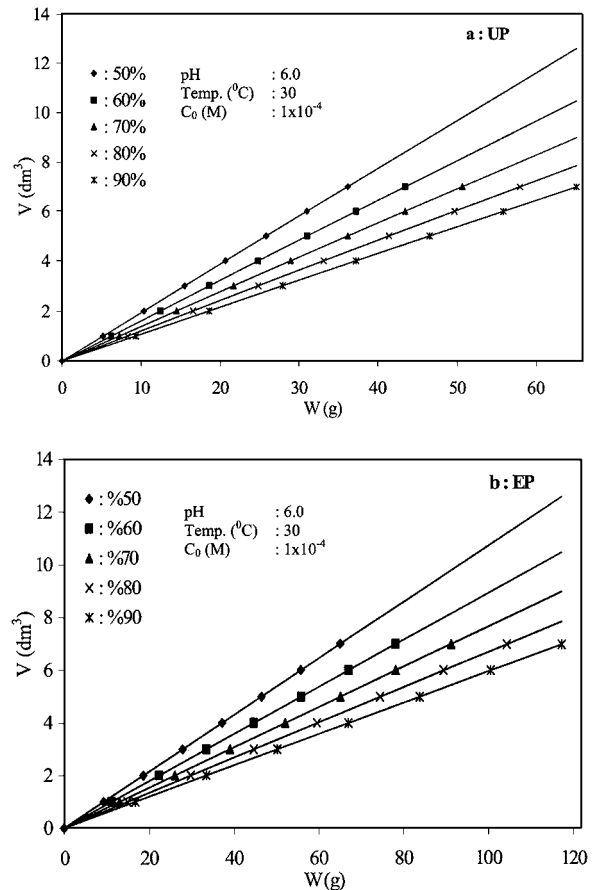 14
12
10
8
6
4
2
0
V (dm³)
a : UP
: 50%
: 60%
: 70%
: 80%
: 90%
pH : 6.0
Temp. (⁰C) : 30
C₀ (M) : 1x10⁻⁴
0 10 20 30 40 50 60
W (g)
14
12
10
8
6
4
2
0
V (dm³)
b : EP
: %50
: %60
: %70
: %80
: %90
pH : 6.0
Temp. (⁰C) : 30
C₀ (M) : 1x10⁻⁴
0 20 40 60 80 100 120
W (g)